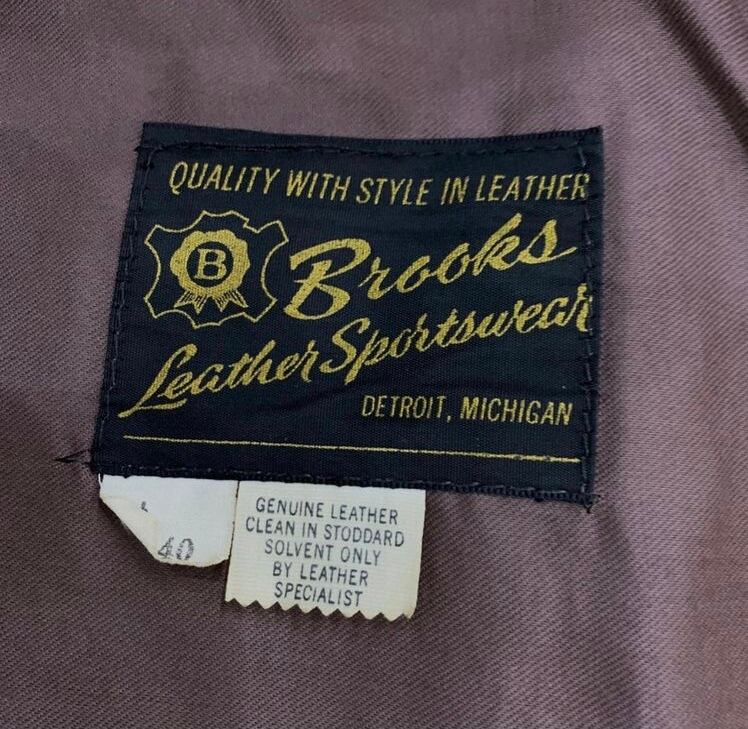 QUALITY WITH STYLE IN LEATHER
B
Brooks
Leather Sportswear
DETROIT, MICHIGAN
40
GENUINE LEATHER
CLEAN IN STODDARD
SOLVENT ONLY
BY LEATHER
SPECIALIST